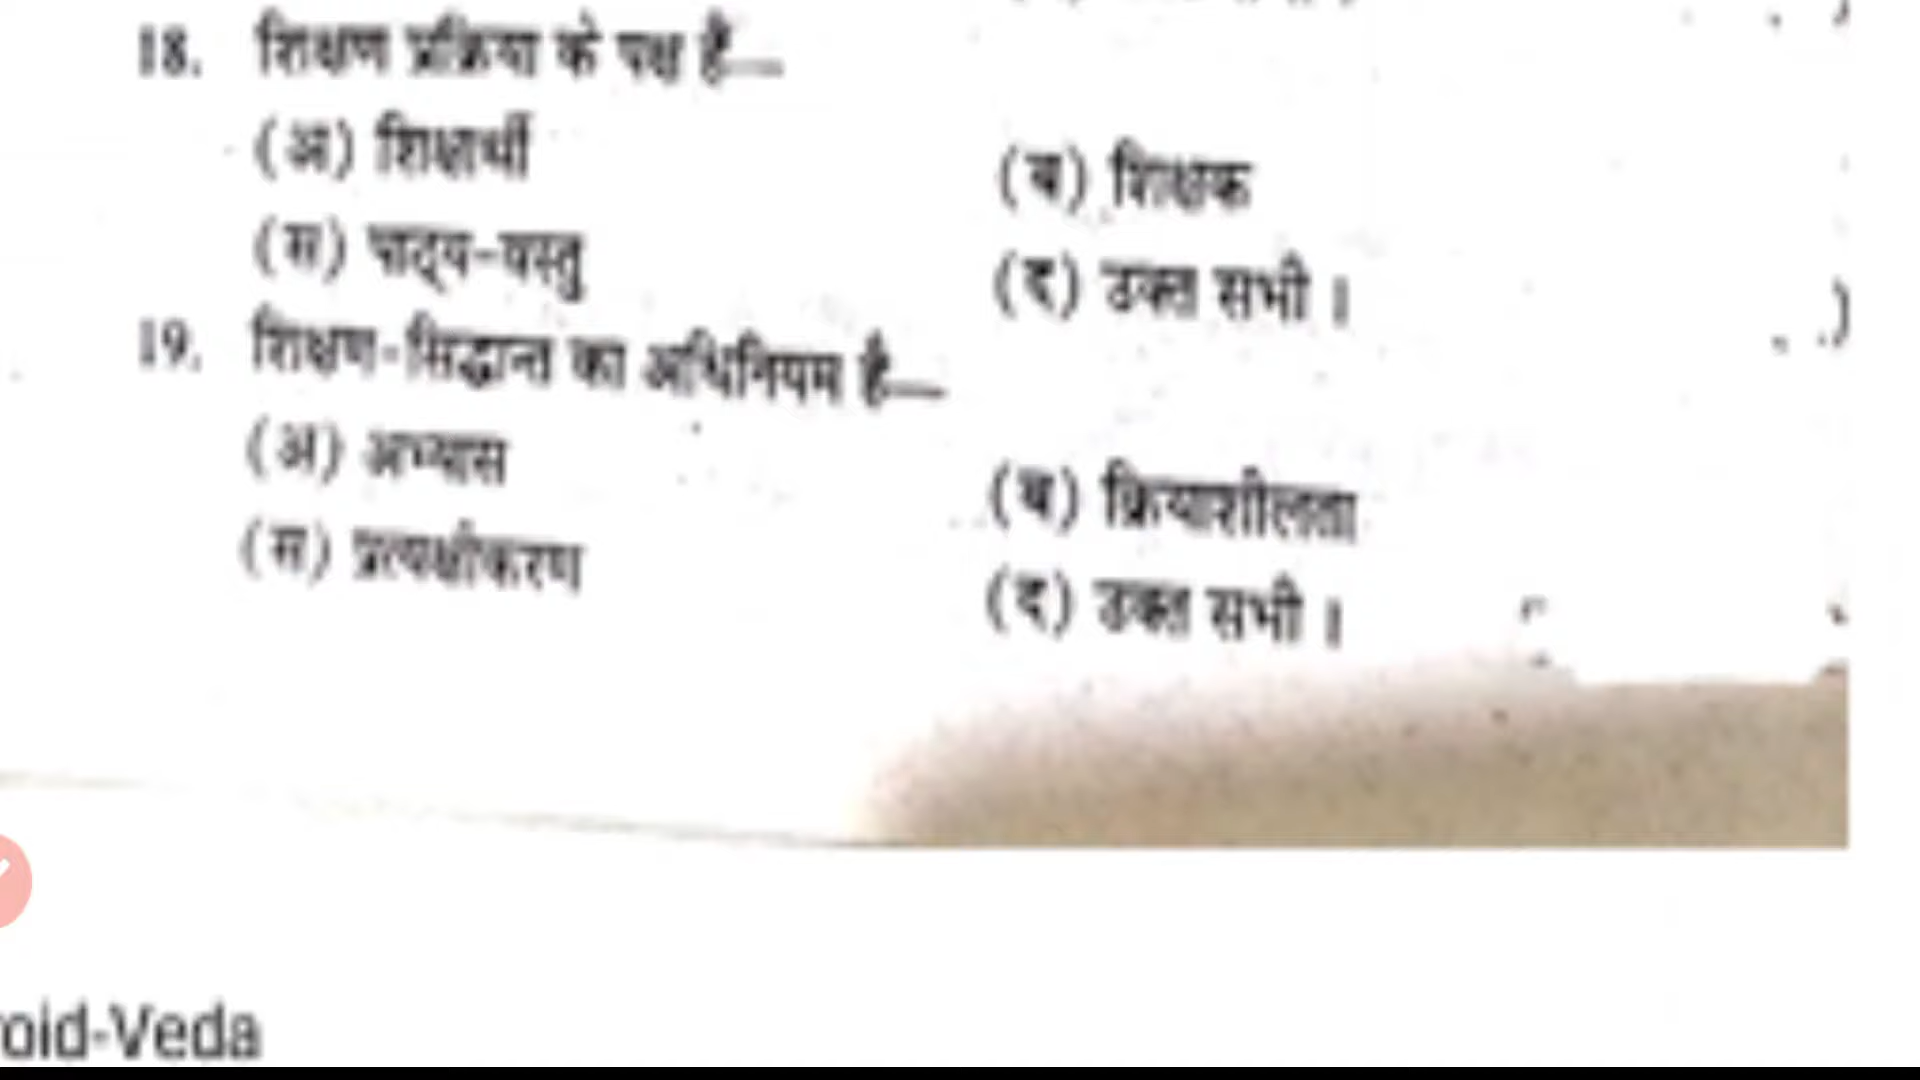 18. शिक्षण प्रक्रिया के पक्ष हैं—
(अ) शिक्षार्थी
(ब) शिक्षक
(स) पाठ्य-वस्तु
(द) उक्त सभी ।
19. शिक्षण-सिद्धान्त का अधिनियम है—
(अ) अभ्यास
(ब) क्रियाशीलता
(स) प्रत्यक्षीकरण
(द) उक्त सभी ।
roid-Veda